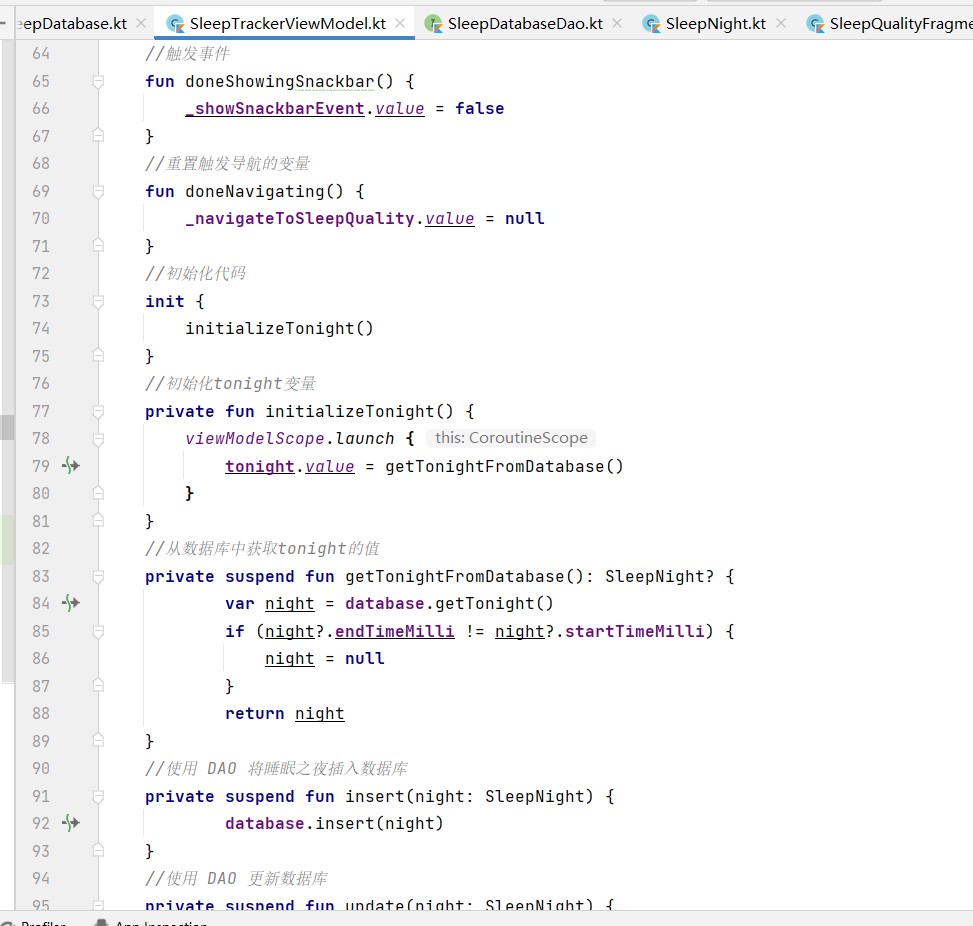 eepDatabase.kt × SleepTrackerViewModel.kt × SleepDatabaseDao.kt × SleepNight.kt × SleepQualityFragme
64 //触发事件
65 fun doneShowingSnackbar() {
66 _showSnackbarEvent.value = false
67 }
68 //重置触发导航的变量
69 fun doneNavigating() {
70 _navigateToSleepQuality.value = null
71 }
72 //初始化代码
73 init {
74 initializeTonight()
75 }
76 //初始化tonight变量
77 private fun initializeTonight() {
78 viewModelScope.launch { this: CoroutineScope
79 tonight.value = getTonightFromDatabase()
80 }
81 }
82 //从数据库中获取tonight的值
83 private suspend fun getTonightFromDatabase(): SleepNight? {
84 var night = database.getTonight()
85 if (night?.endTimeMilli != night?.startTimeMilli) {
86 night = null
87 }
88 return night
89 }
90 //使用 DAO 将睡眠之夜插入数据库
91 private suspend fun insert(night: SleepNight) {
92 database.insert(night)
93 }
94 //使用 DAO 更新数据库
95 private suspend fun update(night: SleepNight) {
Profiler App Inspection